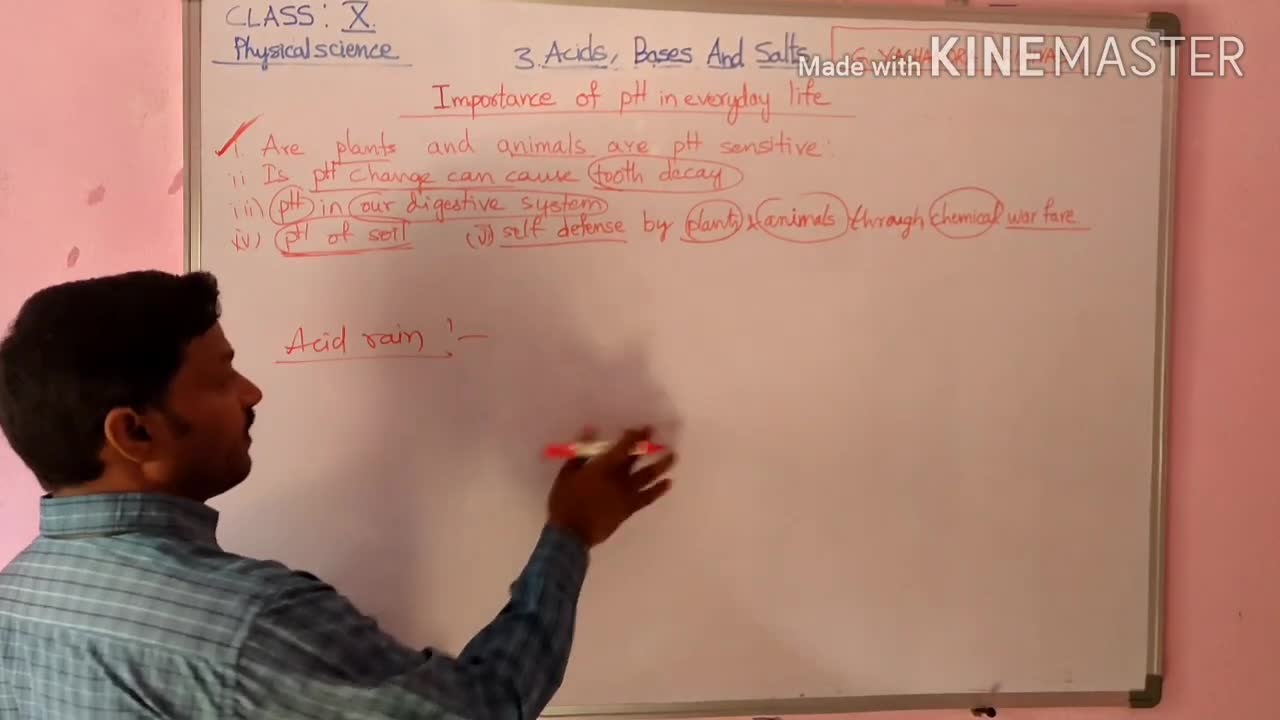 CLASS: X.
Physical science
3. Acids, Bases And Salts
Made with KINEMASTER
Importance of pH in everyday life
i. Are plants and animals are pH sensitive:
ii Is pH change can cause tooth decay
iii) pH in our digestive system
iv) pH of soil (v) self defense by plants & animals through chemical war fare
Acid rain :-